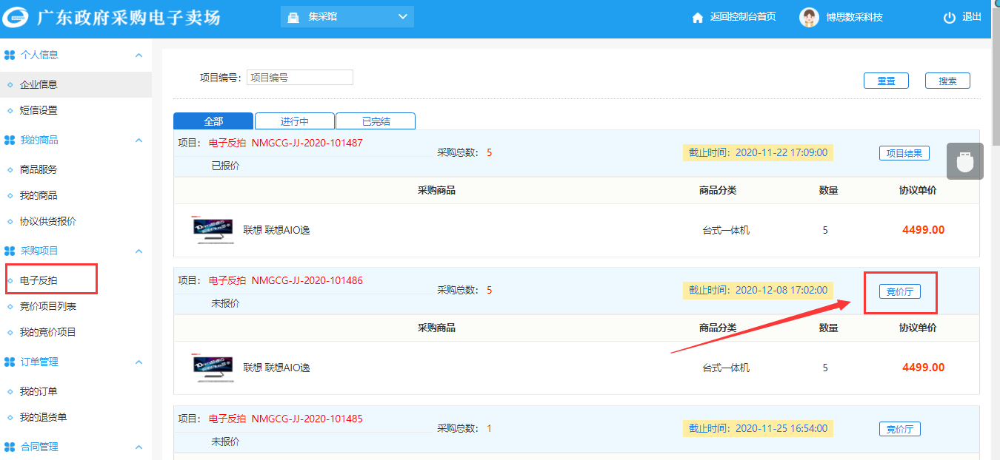 广东政府采购电子卖场
集采馆
返回控制台首页
博思数采科技
退出
个人信息
企业信息
短信设置
我的商品
商品服务
我的商品
协议供货报价
采购项目
电子反拍
竞价项目列表
我的竞价项目
订单管理
我的订单
我的退货单
合同管理
项目编号： 项目编号
重置
搜索
全部
进行中
已完结
项目： 电子反拍 NMGCG-JJ-2020-101487
已报价
采购总数： 5
截止时间：2020-11-22 17:09:00
项目结果
采购商品 商品分类 数量 协议单价
联想 联想AIO逸 台式一体机 5 4499.00
项目： 电子反拍 NMGCG-JJ-2020-101486
未报价
采购总数： 5
截止时间：2020-12-08 17:02:00
竞价厅
采购商品 商品分类 数量 协议单价
联想 联想AIO逸 台式一体机 5 4499.00
项目： 电子反拍 NMGCG-JJ-2020-101485
未报价
采购总数： 1
截止时间：2020-11-25 16:54:00
竞价厅